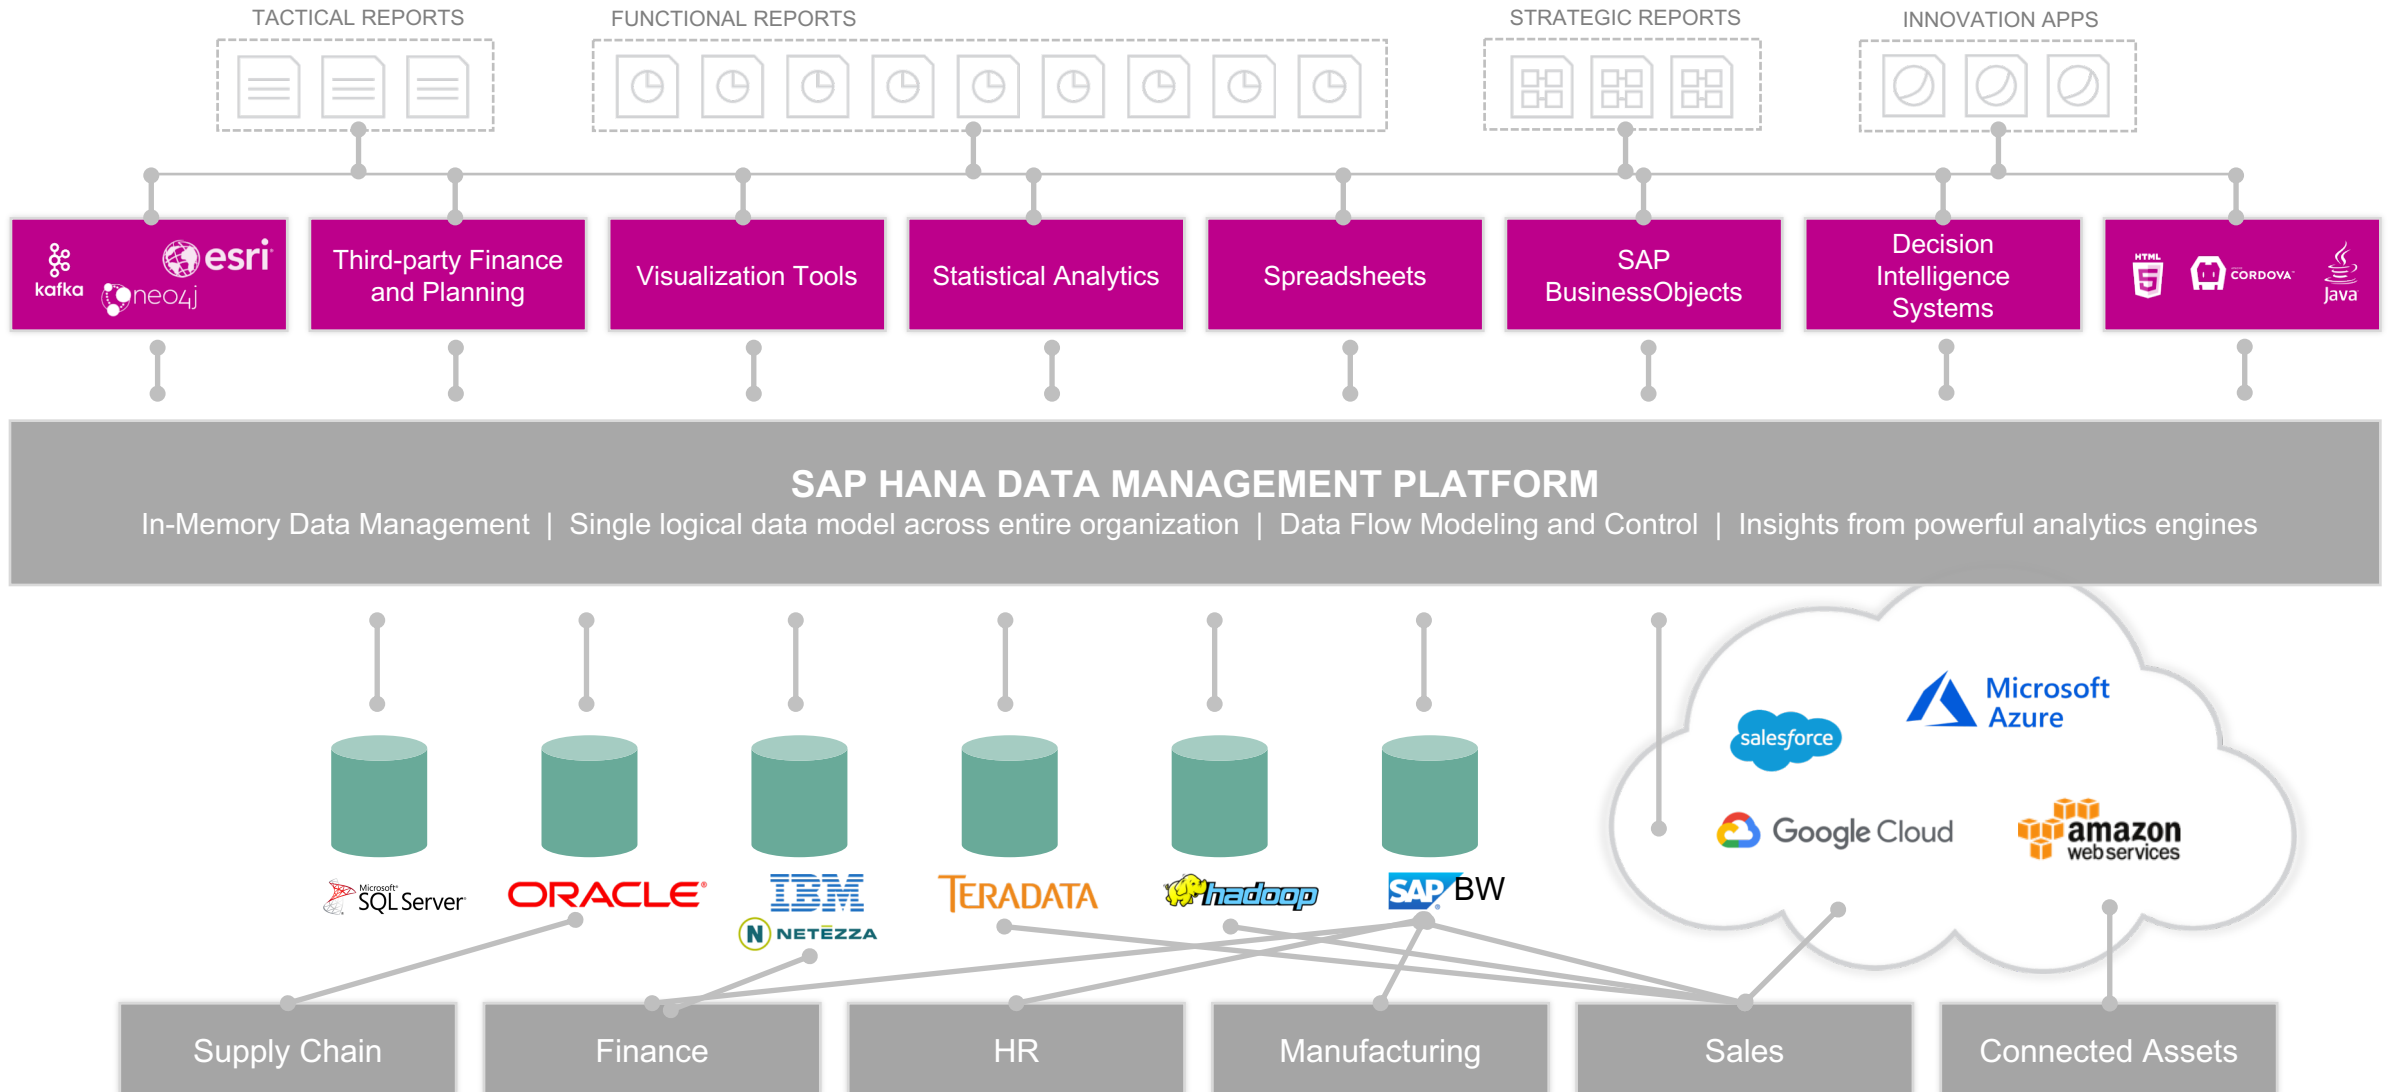 TACTICAL REPORTS
FUNCTIONAL REPORTS
STRATEGIC REPORTS
INNOVATION APPS
kafka
esri
neo4j
Third-party Finance
and Planning
Visualization Tools
Statistical Analytics
Spreadsheets
SAP
BusinessObjects
Decision
Intelligence
Systems
HTML
5
CORDOVA™
Java
SAP HANA DATA MANAGEMENT PLATFORM
In-Memory Data Management | Single logical data model across entire organization | Data Flow Modeling and Control | Insights from powerful analytics engines
Microsoft
Azure
salesforce
Google Cloud
amazon
web services
Microsoft®
SQL Server®
ORACLE®
IBM
N NETEZZA
TERADATA
hadoop
SAP® BW
Supply Chain
Finance
HR
Manufacturing
Sales
Connected Assets